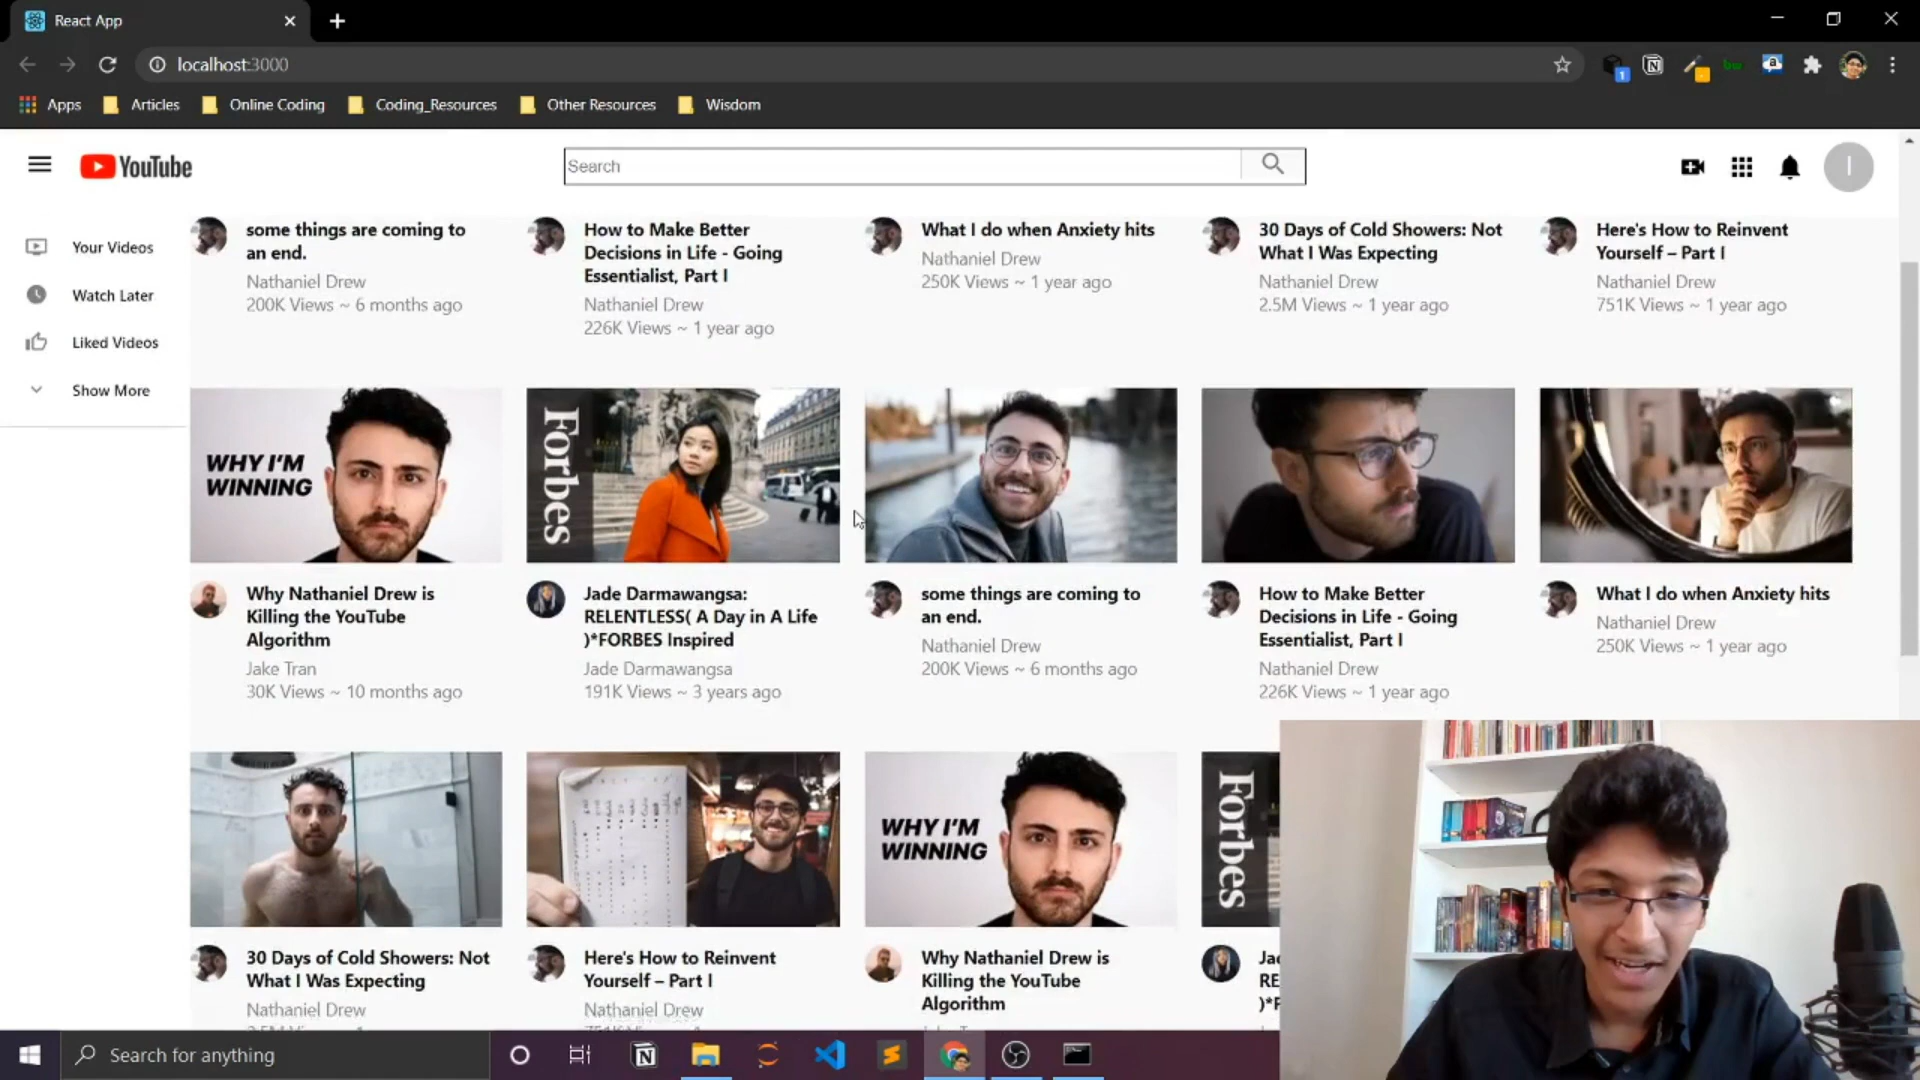 React App
localhost:3000
Apps
Articles
Online Coding
Coding_Resources
Other Resources
Wisdom
YouTube
Search
I
Your Videos
Watch Later
Liked Videos
Show More
some things are coming to
an end.
Nathaniel Drew
200K Views ~ 6 months ago
How to Make Better
Decisions in Life - Going
Essentialist, Part I
Nathaniel Drew
226K Views ~ 1 year ago
What I do when Anxiety hits
Nathaniel Drew
250K Views ~ 1 year ago
30 Days of Cold Showers: Not
What I Was Expecting
Nathaniel Drew
2.5M Views ~ 1 year ago
Here's How to Reinvent
Yourself – Part I
Nathaniel Drew
751K Views ~ 1 year ago
WHY I'M
WINNING
Why Nathaniel Drew is
Killing the YouTube
Algorithm
Jake Tran
30K Views ~ 10 months ago
Forbes
Jade Darmawangsa:
RELENTLESS( A Day in A Life
)*FORBES Inspired
Jade Darmawangsa
191K Views ~ 3 years ago
some things are coming to
an end.
Nathaniel Drew
200K Views ~ 6 months ago
How to Make Better
Decisions in Life - Going
Essentialist, Part I
Nathaniel Drew
226K Views ~ 1 year ago
What I do when Anxiety hits
Nathaniel Drew
250K Views ~ 1 year ago
30 Days of Cold Showers: Not
What I Was Expecting
Nathaniel Drew
Here's How to Reinvent
Yourself – Part I
Nathaniel Drew
WHY I'M
WINNING
Why Nathaniel Drew is
Killing the YouTube
Algorithm
Forbes
Ja
RE
)*F
Search for anything